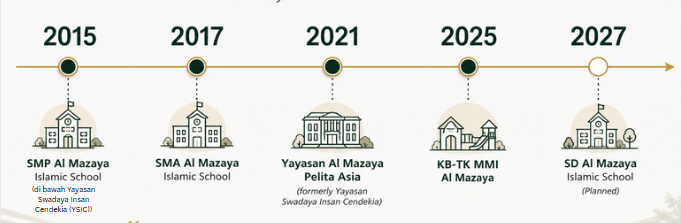 2015
2017
2021
2025
2027
SMP Al Mazaya
Islamic School
(di bawah Yayasan
Swadaya Insan
Cendekia (YSIC))
SMA Al Mazaya
Islamic School
Yayasan Al Mazaya
Pelita Asia
(formerly Yayasan
Swadaya Insan Cendekia)
KB-TK MMI
Al Mazaya
SD Al Mazaya
Islamic School
(Planned)